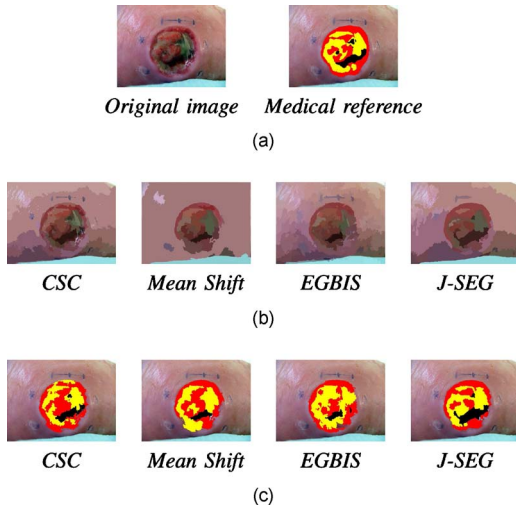 Original image Medical reference
(a)
CSC Mean Shift EGBIS J-SEG
(b)
CSC Mean Shift EGBIS J-SEG
(c)